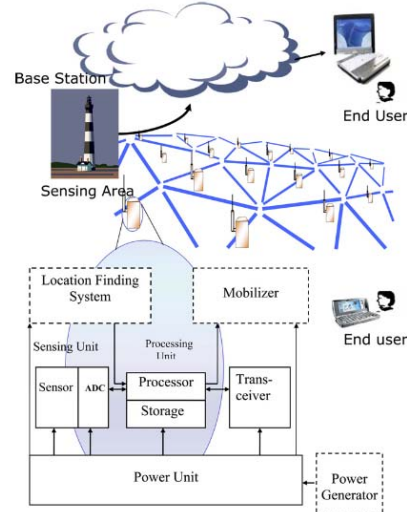 Base Station
End User
Sensing Area
Location Finding
System
Mobilizer
Sensing Unit
Processing
Unit
End user
Sensor
ADC
Processor
Storage
Trans-
ceiver
Power Unit
Power
Generator